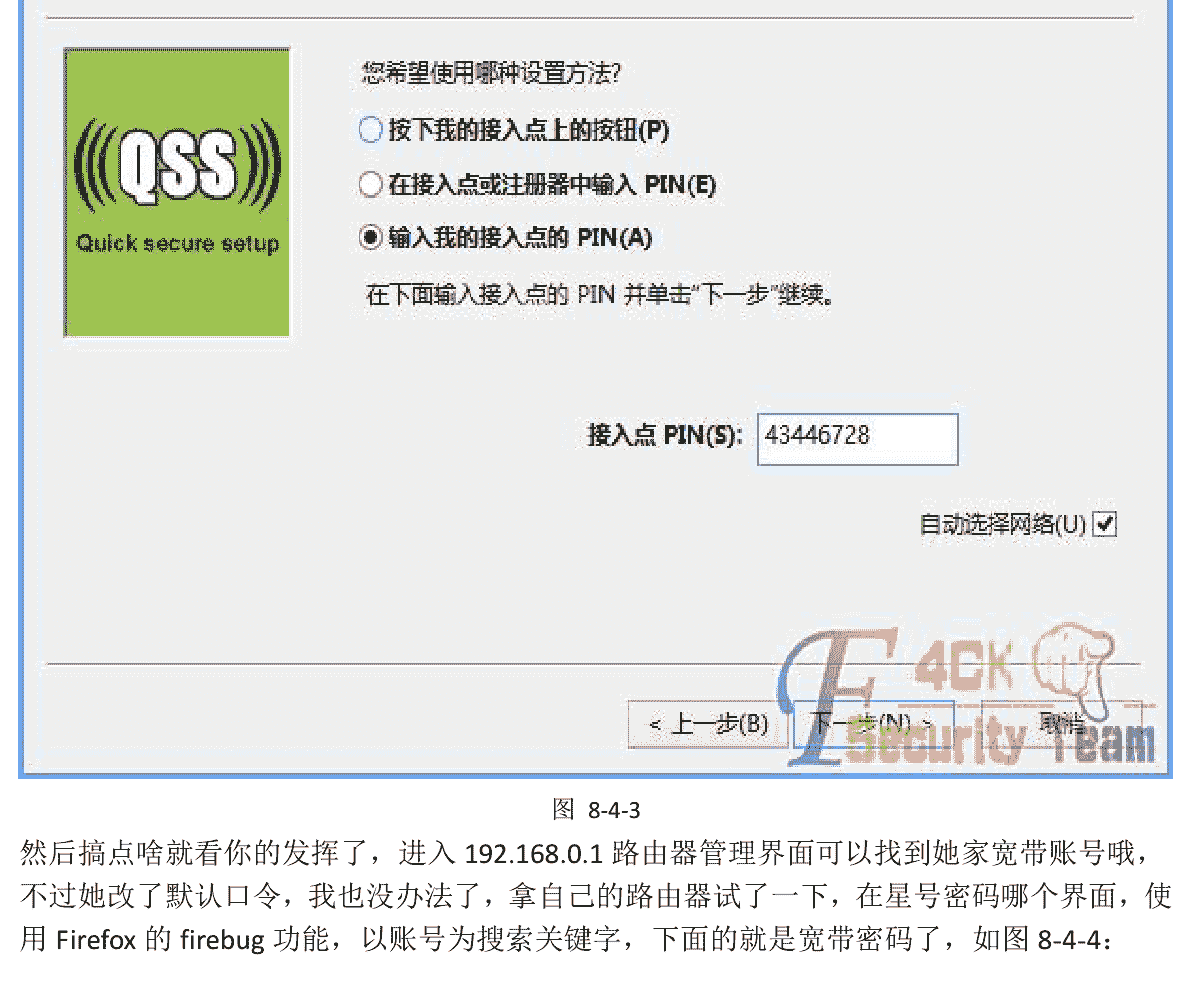 您希望使用哪种设置方法?
按下我的接入点上的按钮(P)
在接入点或注册器中输入 PIN(E)
输入我的接入点的 PIN(A)
在下面输入接入点的 PIN 并单击“下一步”继续。
QSS
Quick secure setup
接入点 PIN(S): 43446728
自动选择网络(U)
F4CK
Security Team
< 上一步(B) 下一步(N) > 取消
图 8-4-3
然后搞点啥就看你的发挥了，进入 192.168.0.1 路由器管理界面可以找到她家宽带账号哦，
不过她改了默认口令，我也没办法了，拿自己的路由器试了一下，在星号密码哪个界面，使
用 Firefox 的 firebug 功能，以账号为搜索关键字，下面的就是宽带密码了，如图 8-4-4：